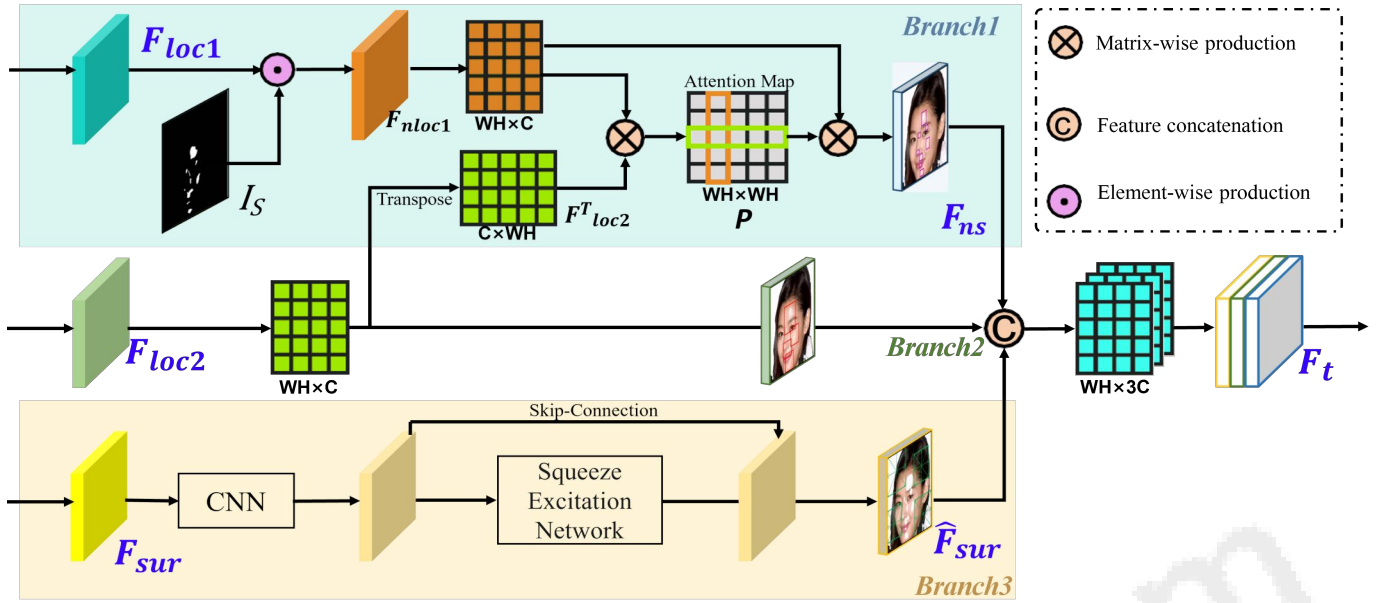 Branch1
F_loc1
I_S
F_nloc1
WH×C
Attention Map
Transpose
C×WH
F^T_loc2
WH×WH
P
F_ns
⊗ Matrix-wise production
C Feature concatenation
⊙ Element-wise production
F_loc2
WH×C
Branch2
C
WH×3C
F_t
Skip-Connection
F_sur
CNN
Squeeze
Excitation
Network
F̂_sur
Branch3